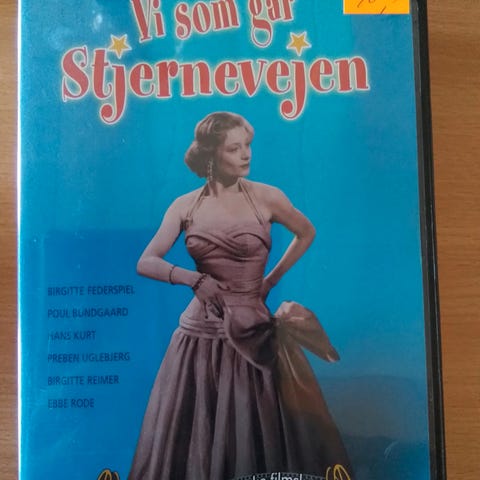 Vi som går
Stjernevejen
BIRGITTE FEDERSPIEL
POUL BUNDGAARD
HANS KURT
PREBEN UGLEBJERG
BIRGITTE REIMER
EBBE RODE